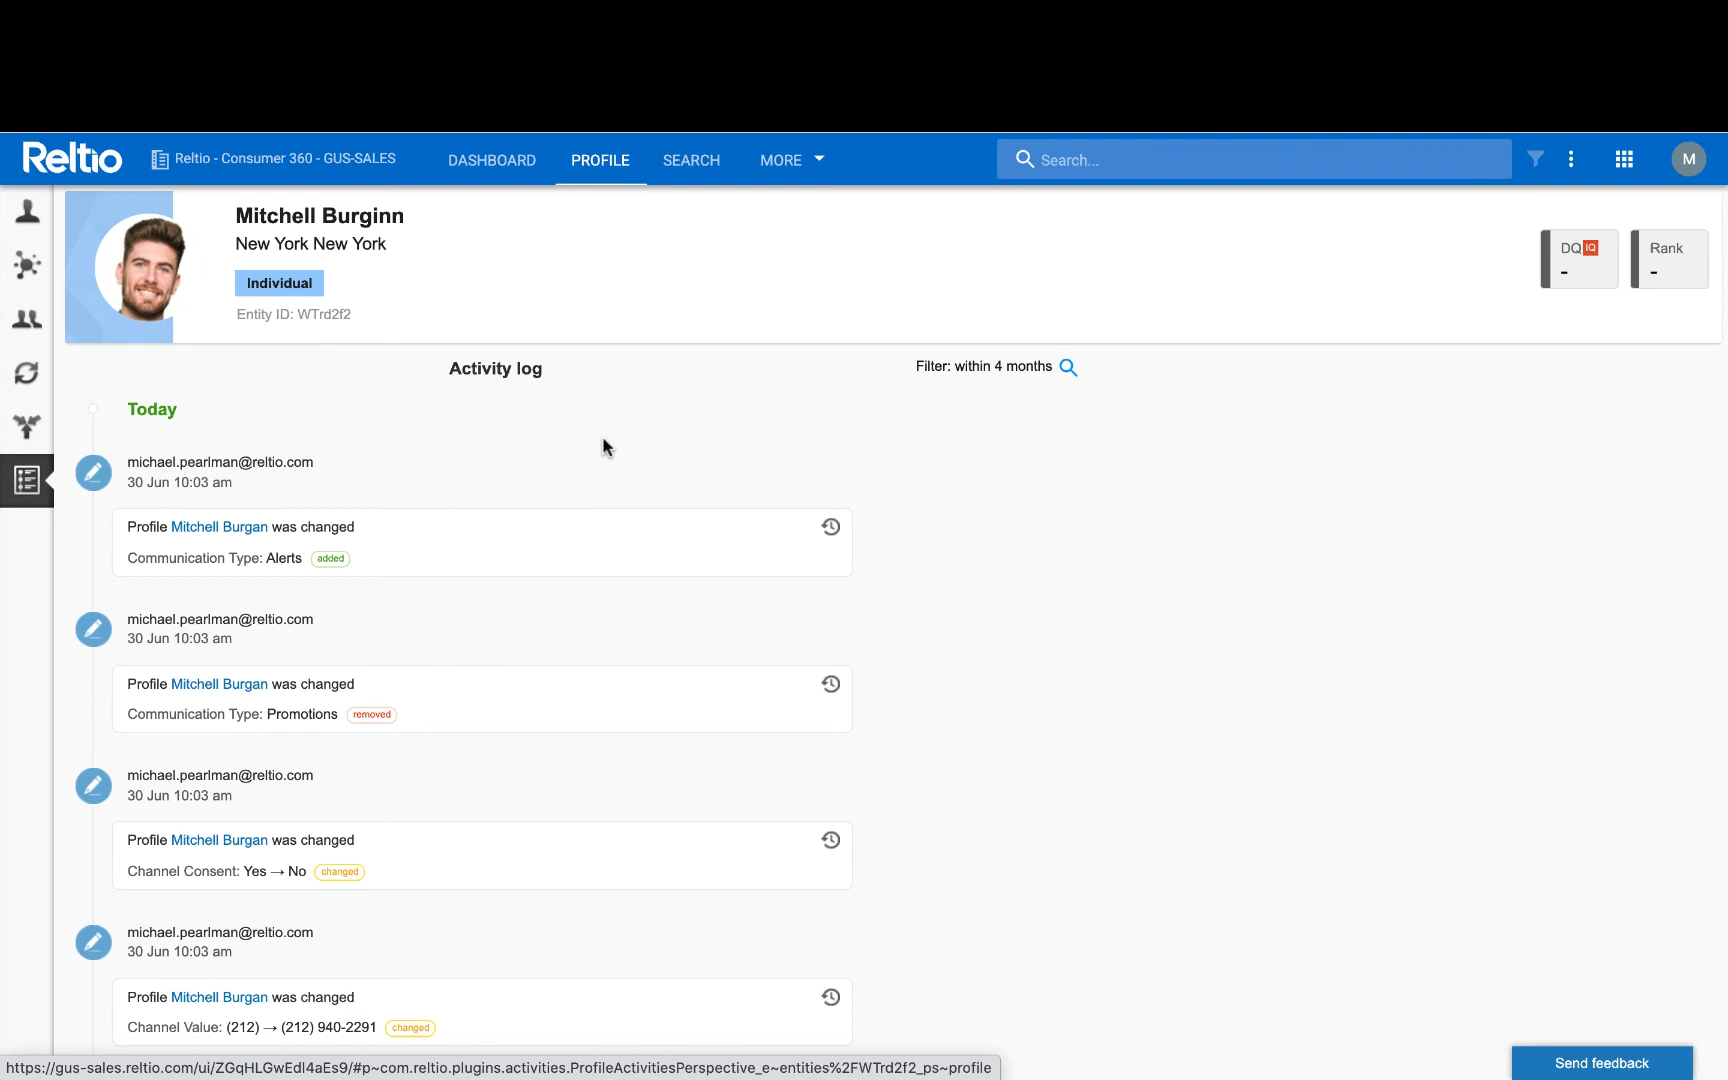 Reltio
Reltio - Consumer 360 - GUS-SALES
DASHBOARD
PROFILE
SEARCH
MORE
Search...
M
Mitchell Burginn
New York New York
Individual
Entity ID: WTrd2f2
DQ IQ
-
Rank
-
Activity log
Filter: within 4 months
Today
michael.pearlman@reltio.com
30 Jun 10:03 am
Profile Mitchell Burgan was changed
Communication Type: Alerts added
michael.pearlman@reltio.com
30 Jun 10:03 am
Profile Mitchell Burgan was changed
Communication Type: Promotions removed
michael.pearlman@reltio.com
30 Jun 10:03 am
Profile Mitchell Burgan was changed
Channel Consent: Yes → No changed
michael.pearlman@reltio.com
30 Jun 10:03 am
Profile Mitchell Burgan was changed
Channel Value: (212) → (212) 940-2291 changed
https://gus-sales.reltio.com/ui/ZGqHLGwEdl4aEs9/#p~com.reltio.plugins.activities.ProfileActivitiesPerspective_e~entities%2FWTrd2f2_ps~profile
Send feedback